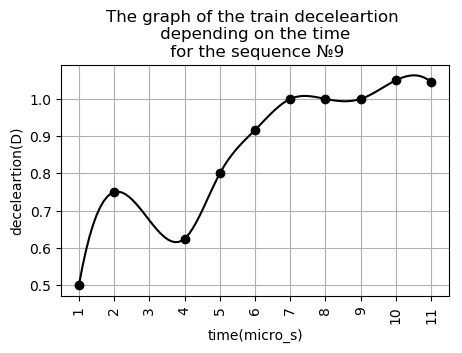 The graph of the train deceleartion
depending on the time
for the sequence №9
deceleartion(D)
1.0
0.9
0.8
0.7
0.6
0.5
1 2 3 4 5 6 7 8 9 10 11
time(micro_s)